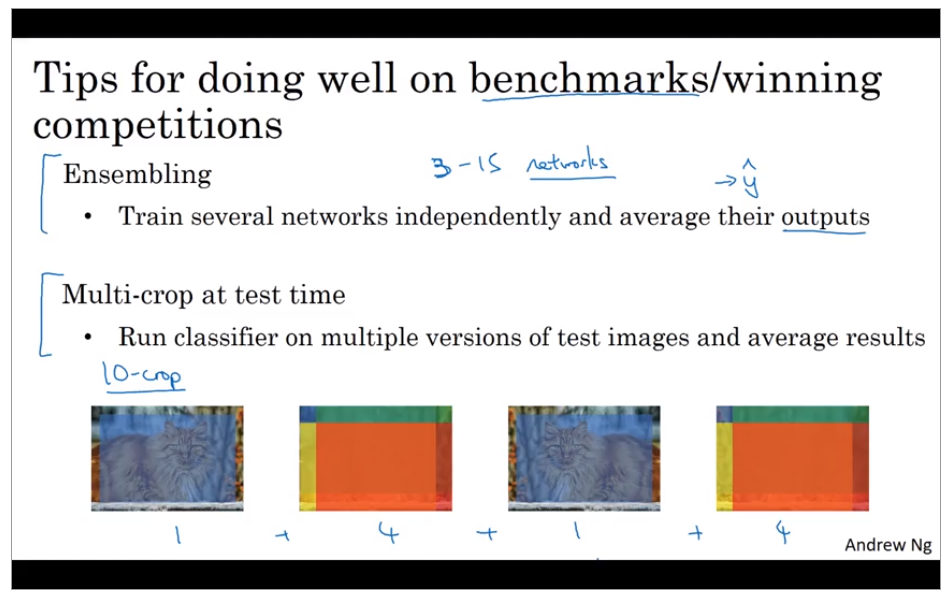 Tips for doing well on benchmarks/winning
competitions
Ensembling
3-15 networks
→ ŷ
• Train several networks independently and average their outputs
Multi-crop at test time
• Run classifier on multiple versions of test images and average results
10-crop
1 + 4 + 1 + 4
Andrew Ng